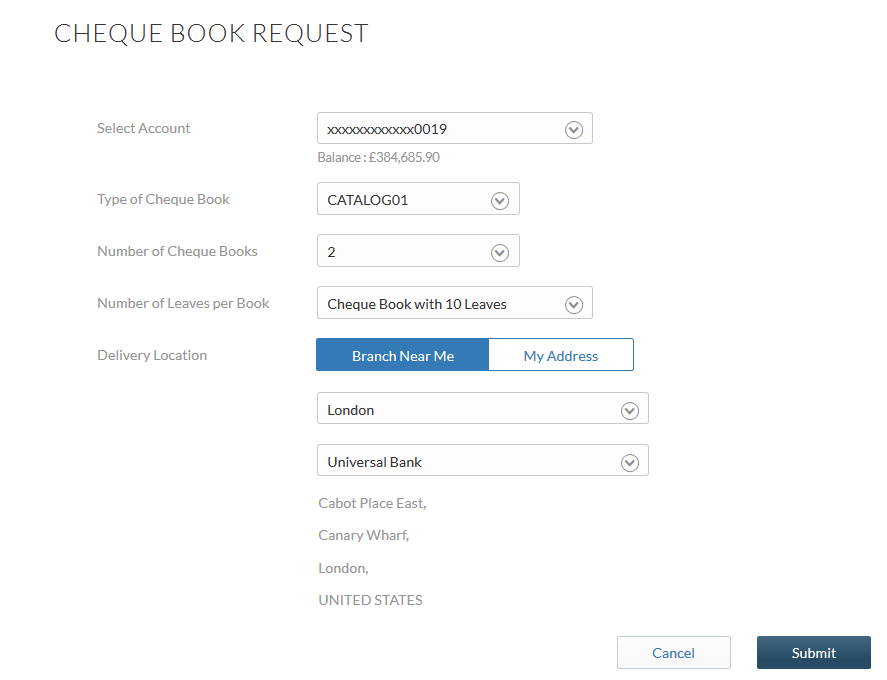 CHEQUE BOOK REQUEST
Select Account xxxxxxxxxxxx0019
Balance : £384,685.90
Type of Cheque Book CATALOG01
Number of Cheque Books 2
Number of Leaves per Book Cheque Book with 10 Leaves
Delivery Location Branch Near Me My Address
London
Universal Bank
Cabot Place East,
Canary Wharf,
London,
UNITED STATES
Cancel Submit